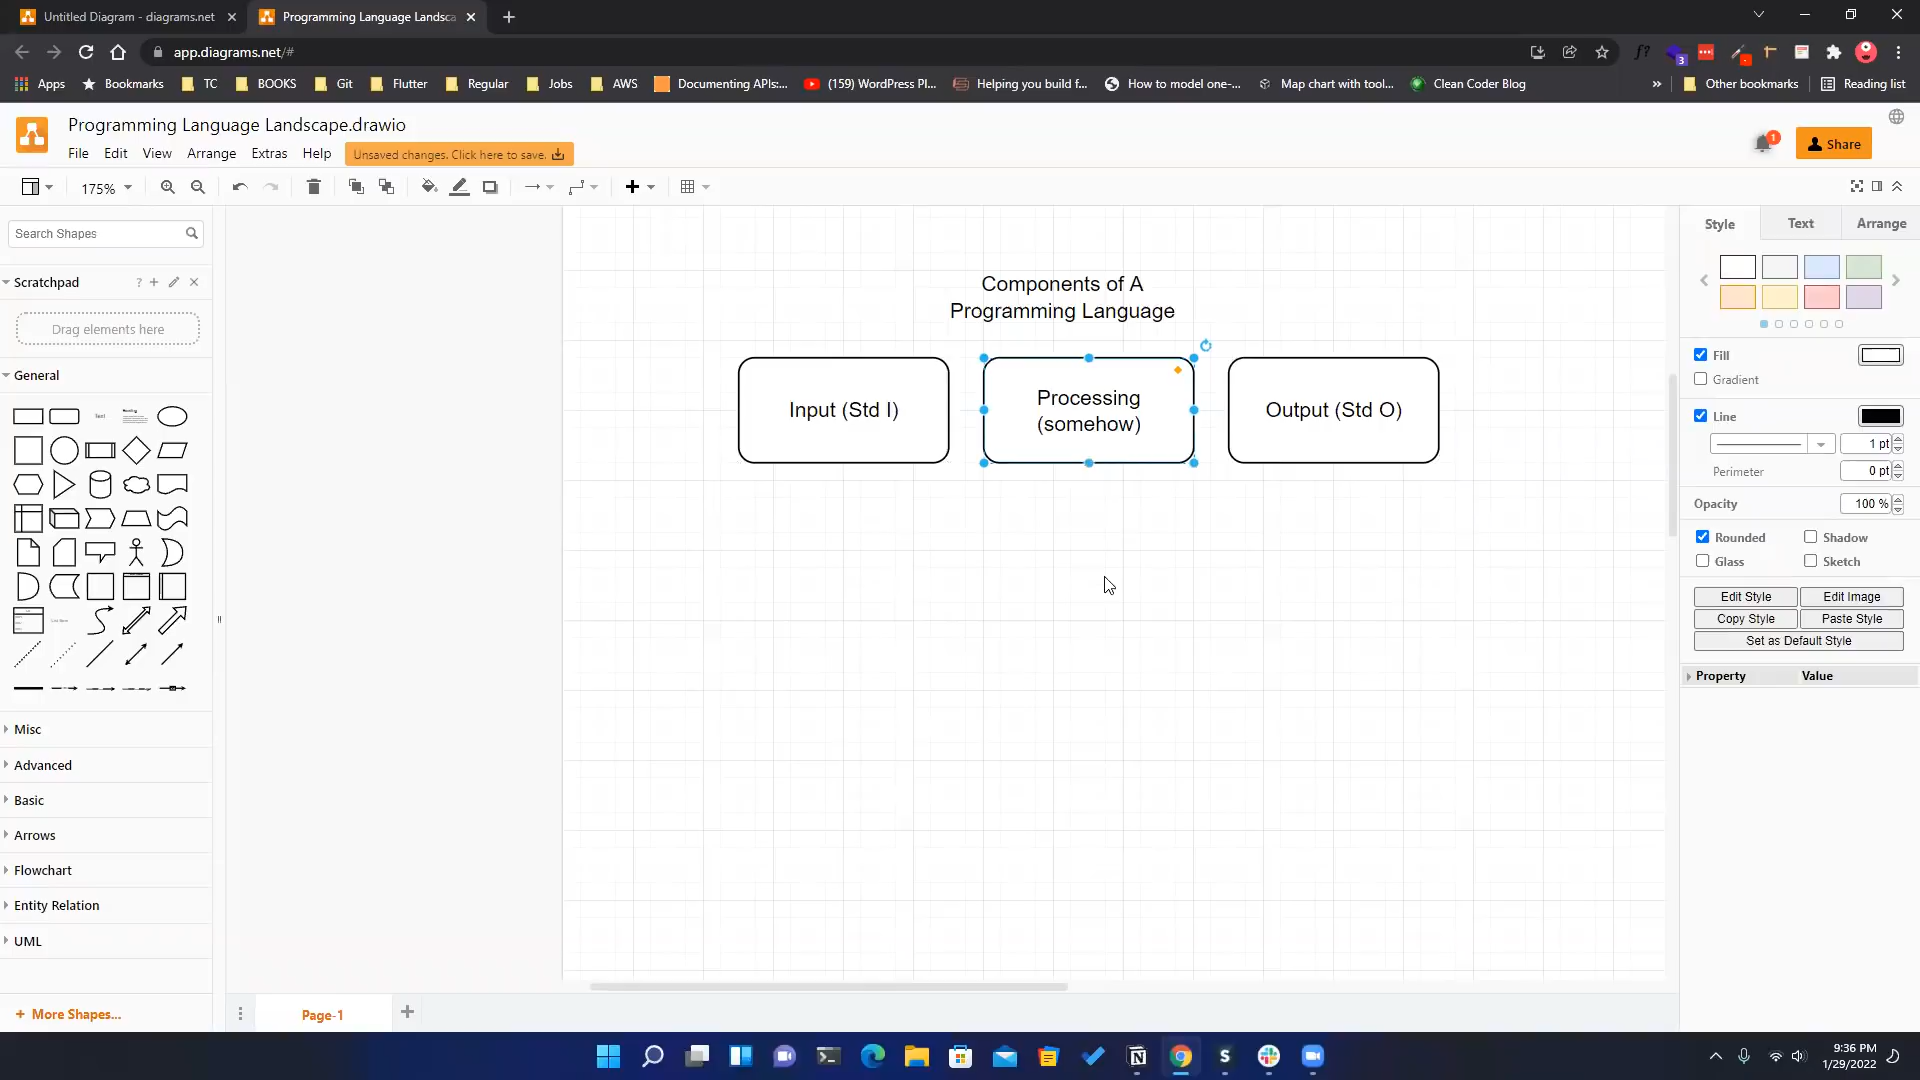 Untitled Diagram - diagrams.net
Programming Language Landsca
app.diagrams.net/#
Apps
Bookmarks
TC
BOOKS
Git
Flutter
Regular
Jobs
AWS
Documenting APIs:...
(159) WordPress Pl...
Helping you build f...
How to model one-...
Map chart with tool...
Clean Coder Blog
»
Other bookmarks
Reading list
Programming Language Landscape.drawio
File Edit View Arrange Extras Help
Unsaved changes. Click here to save.
1
Share
175%
Search Shapes
Scratchpad
Drag elements here
General
Text
Heading
Misc
Advanced
Basic
Arrows
Flowchart
Entity Relation
UML
+ More Shapes...
Components of A
Programming Language
Input (Std I)
Processing
(somehow)
Output (Std O)
Page-1
Style Text Arrange
Fill
Gradient
Line
1 pt
Perimeter
0 pt
Opacity
100 %
Rounded
Shadow
Glass
Sketch
Edit Style
Edit Image
Copy Style
Paste Style
Set as Default Style
Property
Value
9:36 PM
1/29/2022